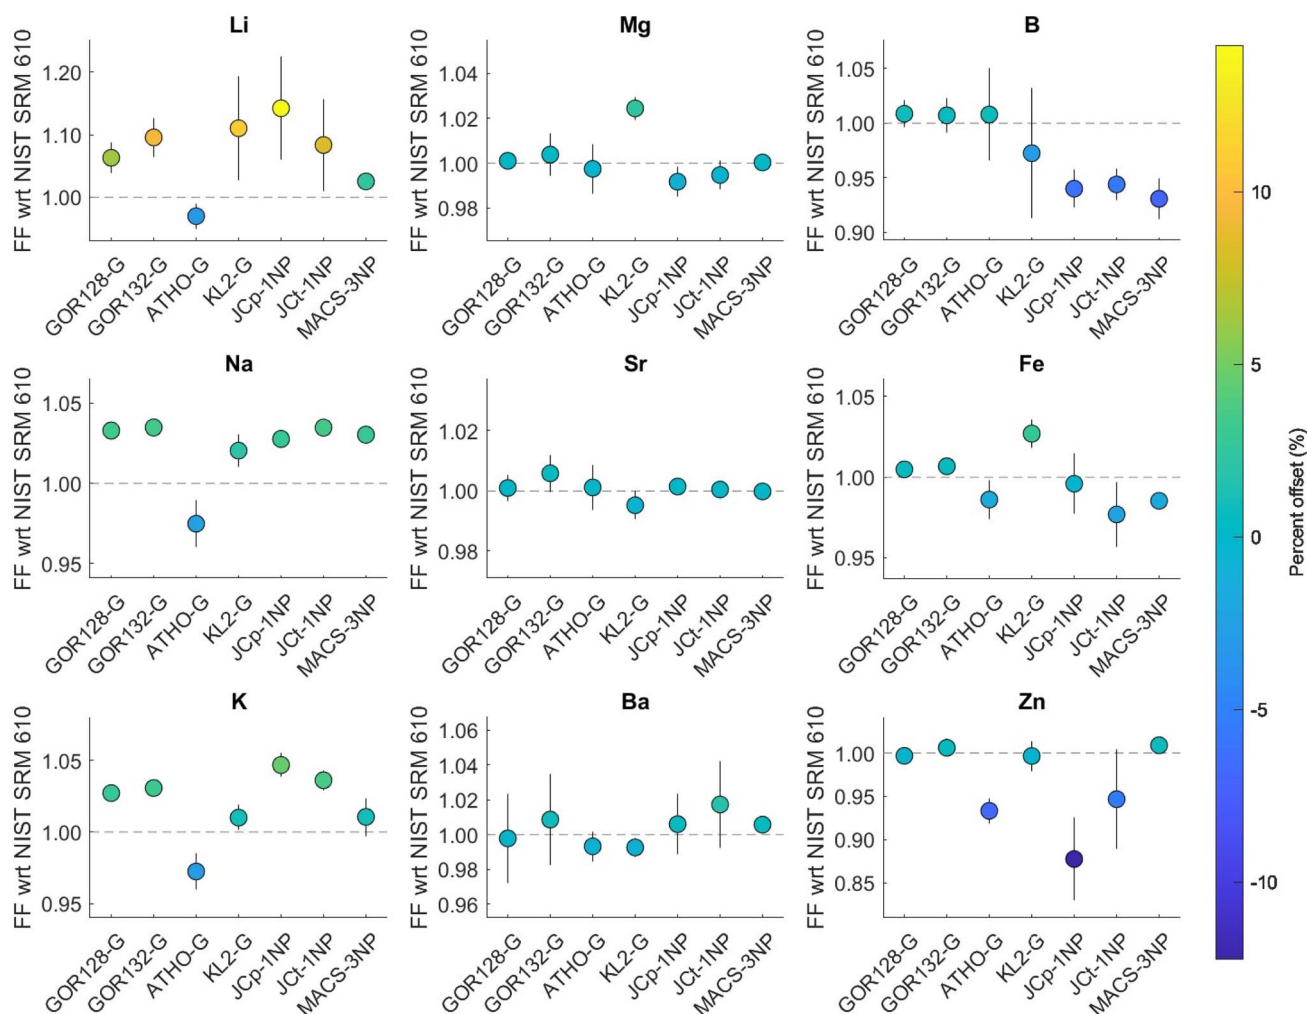 Li
Mg
B
FF wrt NIST SRM 610
1.20
1.10
1.00
GOR128-G
GOR132-G
ATHO-G
KL2-G
JCp-1NP
JCt-1NP
MACS-3NP
FF wrt NIST SRM 610
1.04
1.02
1.00
0.98
GOR128-G
GOR132-G
ATHO-G
KL2-G
JCp-1NP
JCt-1NP
MACS-3NP
FF wrt NIST SRM 610
1.05
1.00
0.95
0.90
GOR128-G
GOR132-G
ATHO-G
KL2-G
JCp-1NP
JCt-1NP
MACS-3NP
Na
Sr
Fe
FF wrt NIST SRM 610
1.05
1.00
0.95
GOR128-G
GOR132-G
ATHO-G
KL2-G
JCp-1NP
JCt-1NP
MACS-3NP
FF wrt NIST SRM 610
1.02
1.00
0.98
GOR128-G
GOR132-G
ATHO-G
KL2-G
JCp-1NP
JCt-1NP
MACS-3NP
FF wrt NIST SRM 610
1.05
1.00
0.95
GOR128-G
GOR132-G
ATHO-G
KL2-G
JCp-1NP
JCt-1NP
MACS-3NP
K
Ba
Zn
FF wrt NIST SRM 610
1.05
1.00
0.95
GOR128-G
GOR132-G
ATHO-G
KL2-G
JCp-1NP
JCt-1NP
MACS-3NP
FF wrt NIST SRM 610
1.06
1.04
1.02
1.00
0.98
0.96
GOR128-G
GOR132-G
ATHO-G
KL2-G
JCp-1NP
JCt-1NP
MACS-3NP
FF wrt NIST SRM 610
1.00
0.95
0.90
0.85
GOR128-G
GOR132-G
ATHO-G
KL2-G
JCp-1NP
JCt-1NP
MACS-3NP
10
5
0
-5
-10
Percent offset (%)